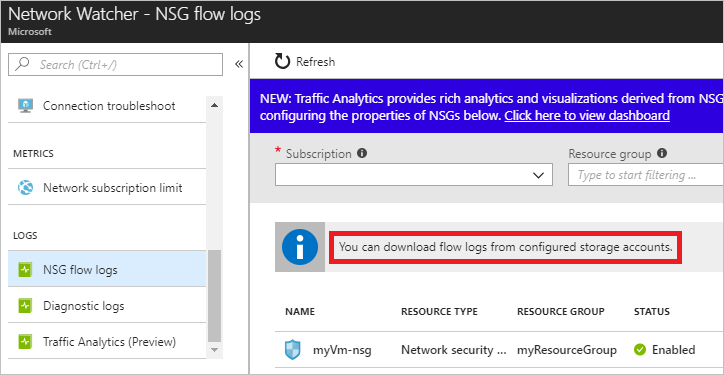 Network Watcher - NSG flow logs
Microsoft
Search (Ctrl+/)
«
Connection troubleshoot
METRICS
Network subscription limit
LOGS
NSG flow logs
Diagnostic logs
Traffic Analytics (Preview)
Refresh
NEW: Traffic Analytics provides rich analytics and visualizations derived from NSG
configuring the properties of NSGs below. Click here to view dashboard
* Subscription
Resource group
Type to start filtering ...
You can download flow logs from configured storage accounts.
NAME RESOURCE TYPE RESOURCE GROUP STATUS
myVm-nsg Network security ... myResourceGroup Enabled